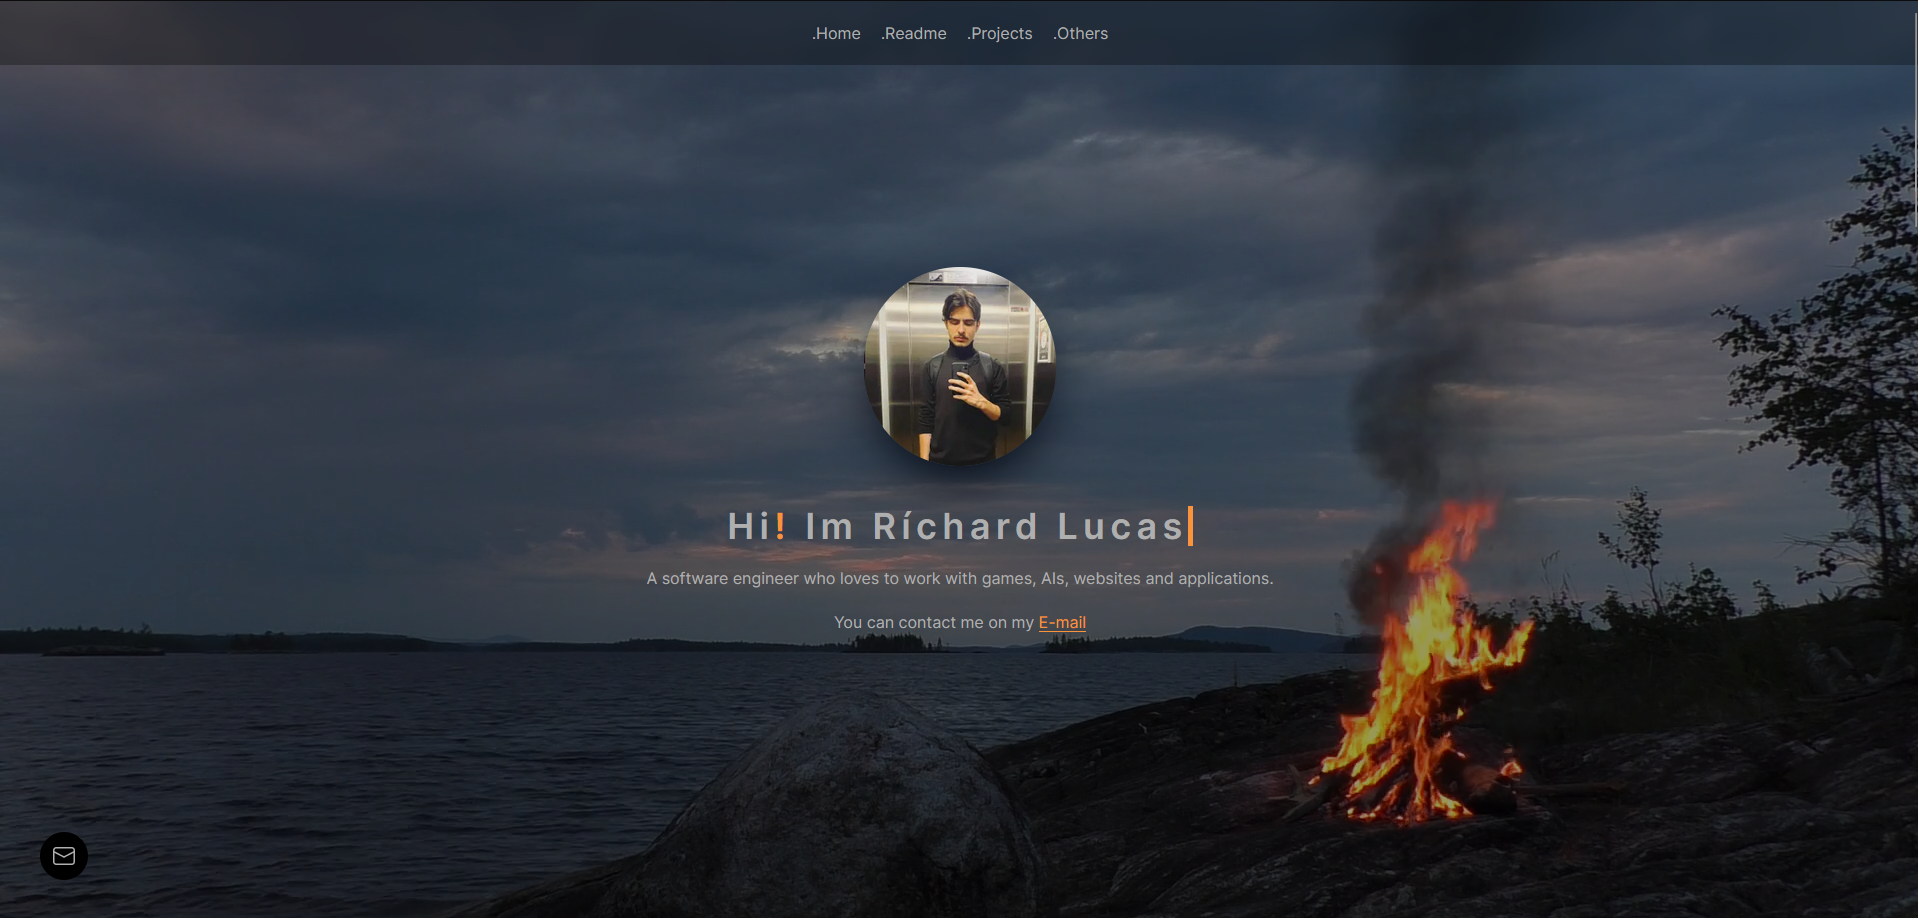 .Home .Readme .Projects .Others
Hi! Im Ríchard Lucas
A software engineer who loves to work with games, AIs, websites and applications.
You can contact me on my E-mail